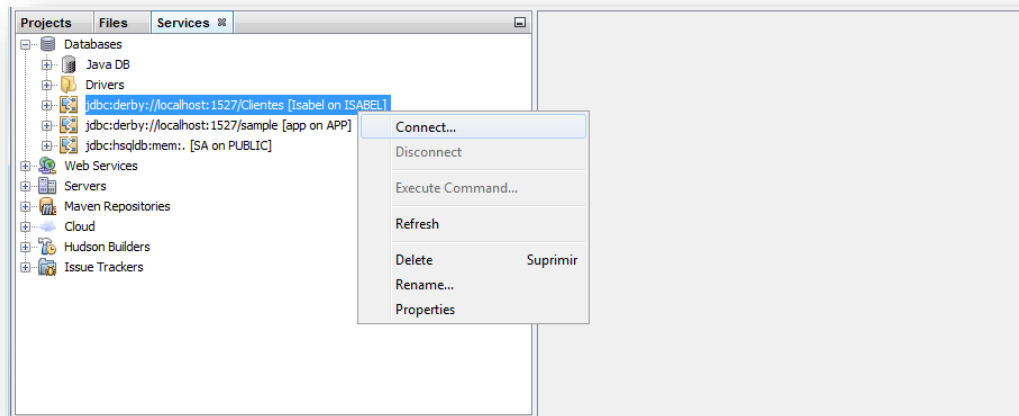 Projects Files Services
Databases
Java DB
Drivers
jdbc:derby://localhost:1527/Clientes [Isabel on ISABEL]
jdbc:derby://localhost:1527/sample [app on APP]
jdbc:hsqldb:mem:. [SA on PUBLIC]
Web Services
Servers
Maven Repositories
Cloud
Hudson Builders
Issue Trackers
Connect...
Disconnect
Execute Command...
Refresh
Delete Suprimir
Rename...
Properties